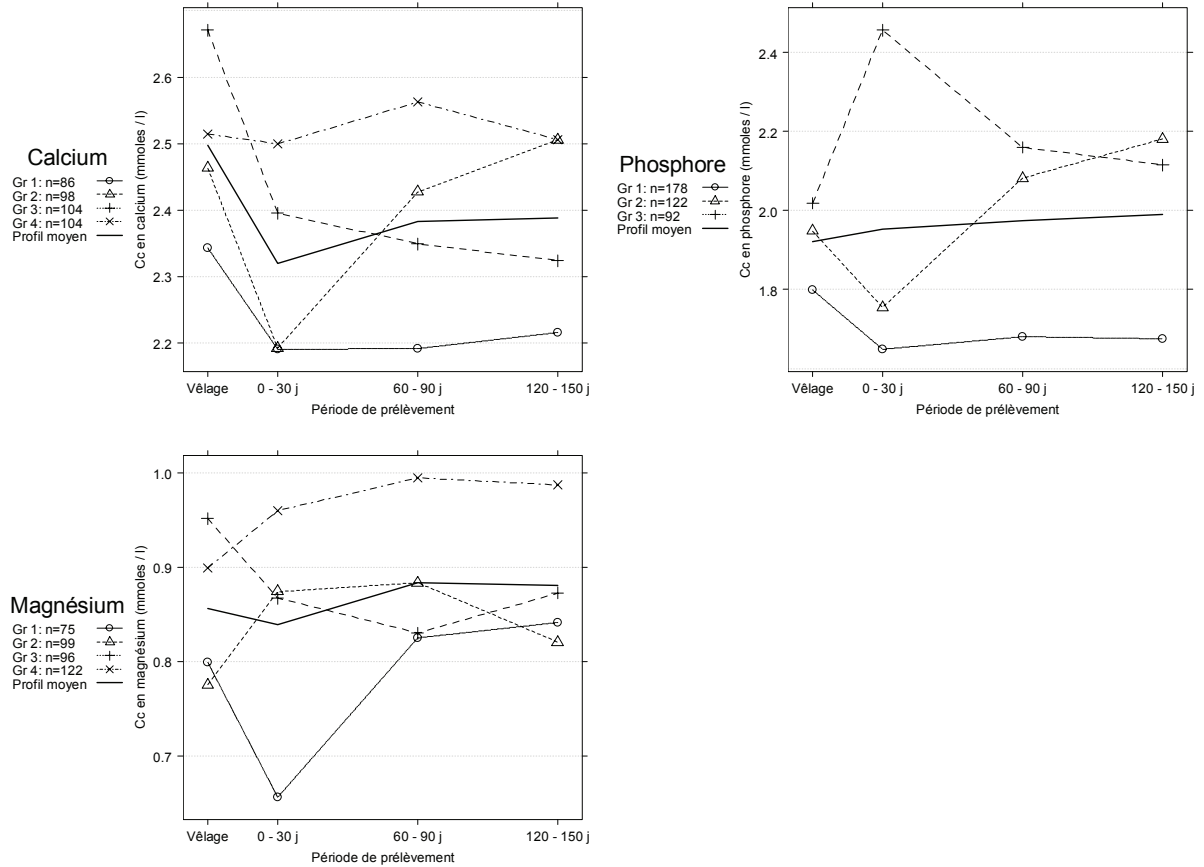 Calcium
Gr 1: n=86
Gr 2: n=98
Gr 3: n=104
Gr 4: n=104
Profil moyen
Cc en calcium (mmoles / l)
2.6
2.5
2.4
2.3
2.2
Vêlage 0 - 30 j 60 - 90 j 120 - 150 j
Période de prélèvement
Phosphore
Gr 1: n=178
Gr 2: n=122
Gr 3: n=92
Profil moyen
Cc en phosphore (mmoles / l)
2.4
2.2
2.0
1.8
Vêlage 0 - 30 j 60 - 90 j 120 - 150 j
Période de prélèvement
Magnésium
Gr 1: n=75
Gr 2: n=99
Gr 3: n=96
Gr 4: n=122
Profil moyen
Cc en magnésium (mmoles / l)
1.0
0.9
0.8
0.7
Vêlage 0 - 30 j 60 - 90 j 120 - 150 j
Période de prélèvement